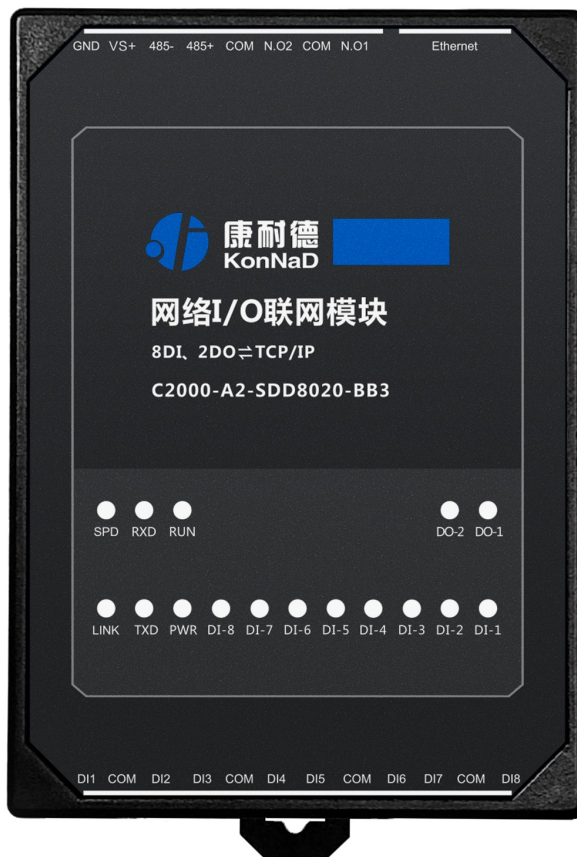 GND VS+ 485- 485+ COM N.O2 COM N.O1 Ethernet
康耐德
KonNaD
网络I/O联网模块
8DI、2DO⇌TCP/IP
C2000-A2-SDD8020-BB3
SPD RXD RUN DO-2 DO-1
LINK TXD PWR DI-8 DI-7 DI-6 DI-5 DI-4 DI-3 DI-2 DI-1
DI1 COM DI2 DI3 COM DI4 DI5 COM DI6 DI7 COM DI8